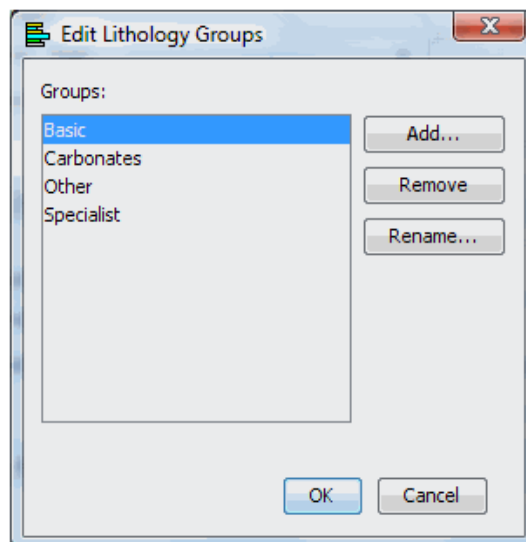 Edit Lithology Groups
Groups:
Basic
Carbonates
Other
Specialist
Add...
Remove
Rename...
OK
Cancel